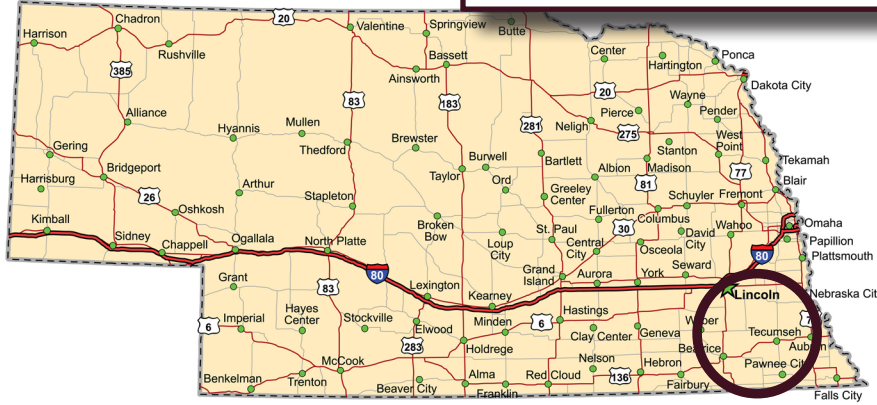 20
Chadron
Valentine
Springview
Butte
Harrison
Rushville
Bassett
Center
Ponca
Hartington
385
Ainsworth
Dakota City
83
183
20
Wayne
Alliance
281
Pierce
Pender
Hyannis
Mullen
Neligh
275
Thedford
Brewster
West
Point
Gering
Stanton
Bartlett
Madison
Burwell
Tekamah
Bridgeport
Taylor
Albion
77
Harrisburg
Arthur
Ord
81
Blair
26
Stapleton
Greeley
Center
Schuyler
Fremont
Oshkosh
Fullerton
Columbus
Kimball
Broken
Bow
St. Paul
30
David
City
Wahoo
Omaha
Sidney
Ogallala
North Platte
Loup
City
Central
City
Osceola
Papillion
Chappell
80
80
Plattsmouth
Grant
83
Lexington
Kearney
Grand
Island
Aurora
York
Seward
Lincoln
Nebraska Cit
6
Imperial
Hayes
Center
Stockville
Elwood
Minden
6
Hastings
Clay Center
Geneva
Tecumseh
283
Holdrege
Beatrice
McCook
Nelson
Hebron
Pawnee City
Benkelman
Trenton
Beaver City
Alma
Franklin
Red Cloud
136
Fairbury
Falls City